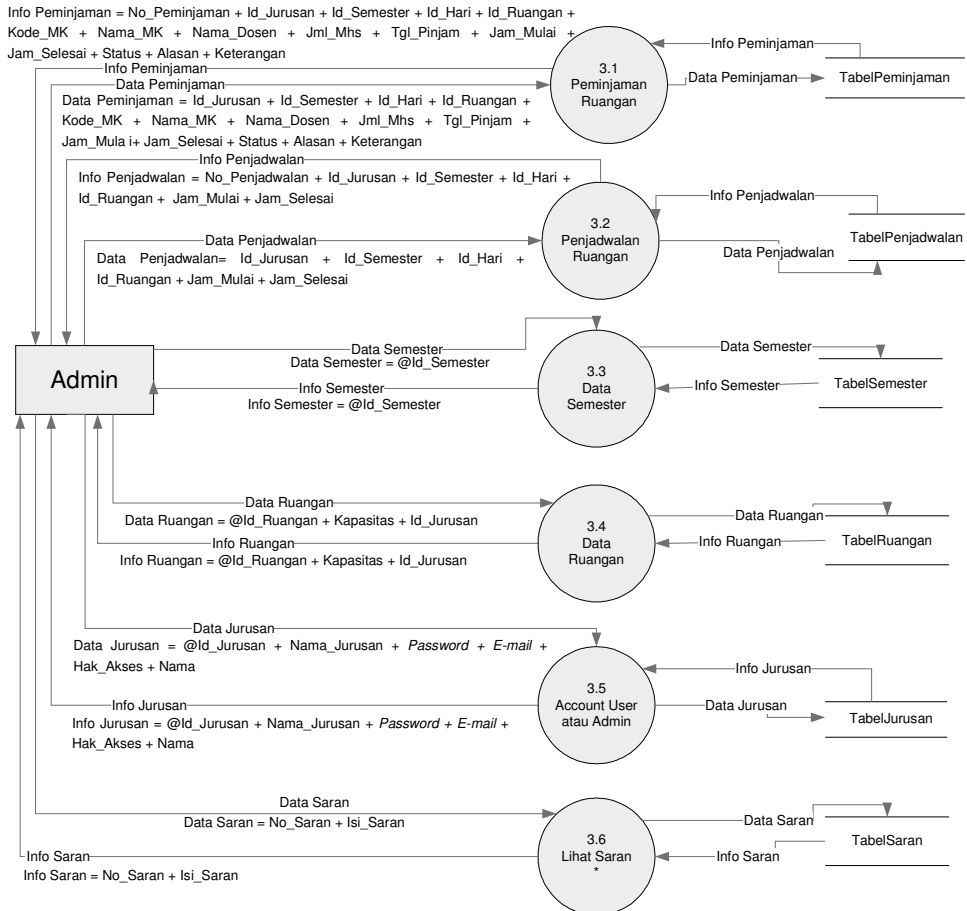 Info Peminjaman = No_Peminjaman + Id_Jurusan + Id_Semester + Id_Hari + Id_Ruangan +
Kode_MK + Nama_MK + Nama_Dosen + Jml_Mhs + Tgl_Pinjam + Jam_Mulai +
Jam_Selesai + Status + Alasan + Keterangan
Info Peminjaman
Data Peminjaman
Data Peminjaman = Id_Jurusan + Id_Semester + Id_Hari + Id_Ruangan +
Kode_MK + Nama_MK + Nama_Dosen + Jml_Mhs + Tgl_Pinjam +
Jam_Mula i+ Jam_Selesai + Status + Alasan + Keterangan
3.1
Peminjaman
Ruangan
Info Peminjaman
Data Peminjaman
TabelPeminjaman
Info Penjadwalan
Info Penjadwalan = No_Penjadwalan + Id_Jurusan + Id_Semester + Id_Hari +
Id_Ruangan + Jam_Mulai + Jam_Selesai
Data Penjadwalan
Data Penjadwalan= Id_Jurusan + Id_Semester + Id_Hari +
Id_Ruangan + Jam_Mulai + Jam_Selesai
3.2
Penjadwalan
Ruangan
Info Penjadwalan
Data Penjadwalan
TabelPenjadwalan
Admin
Data Semester
Data Semester = @Id_Semester
Info Semester
Info Semester = @Id_Semester
3.3
Data
Semester
Data Semester
Info Semester
TabelSemester
Data Ruangan
Data Ruangan = @Id_Ruangan + Kapasitas + Id_Jurusan
Info Ruangan
Info Ruangan = @Id_Ruangan + Kapasitas + Id_Jurusan
3.4
Data
Ruangan
Data Ruangan
Info Ruangan
TabelRuangan
Data Jurusan
Data Jurusan = @Id_Jurusan + Nama_Jurusan + Password + E-mail +
Hak_Akses + Nama
Info Jurusan
Info Jurusan = @Id_Jurusan + Nama_Jurusan + Password + E-mail +
Hak_Akses + Nama
3.5
Account User
atau Admin
Info Jurusan
Data Jurusan
TabelJurusan
Data Saran
Data Saran = No_Saran + Isi_Saran
Info Saran
Info Saran = No_Saran + Isi_Saran
3.6
Lihat Saran
*
Data Saran
Info Saran
TabelSaran